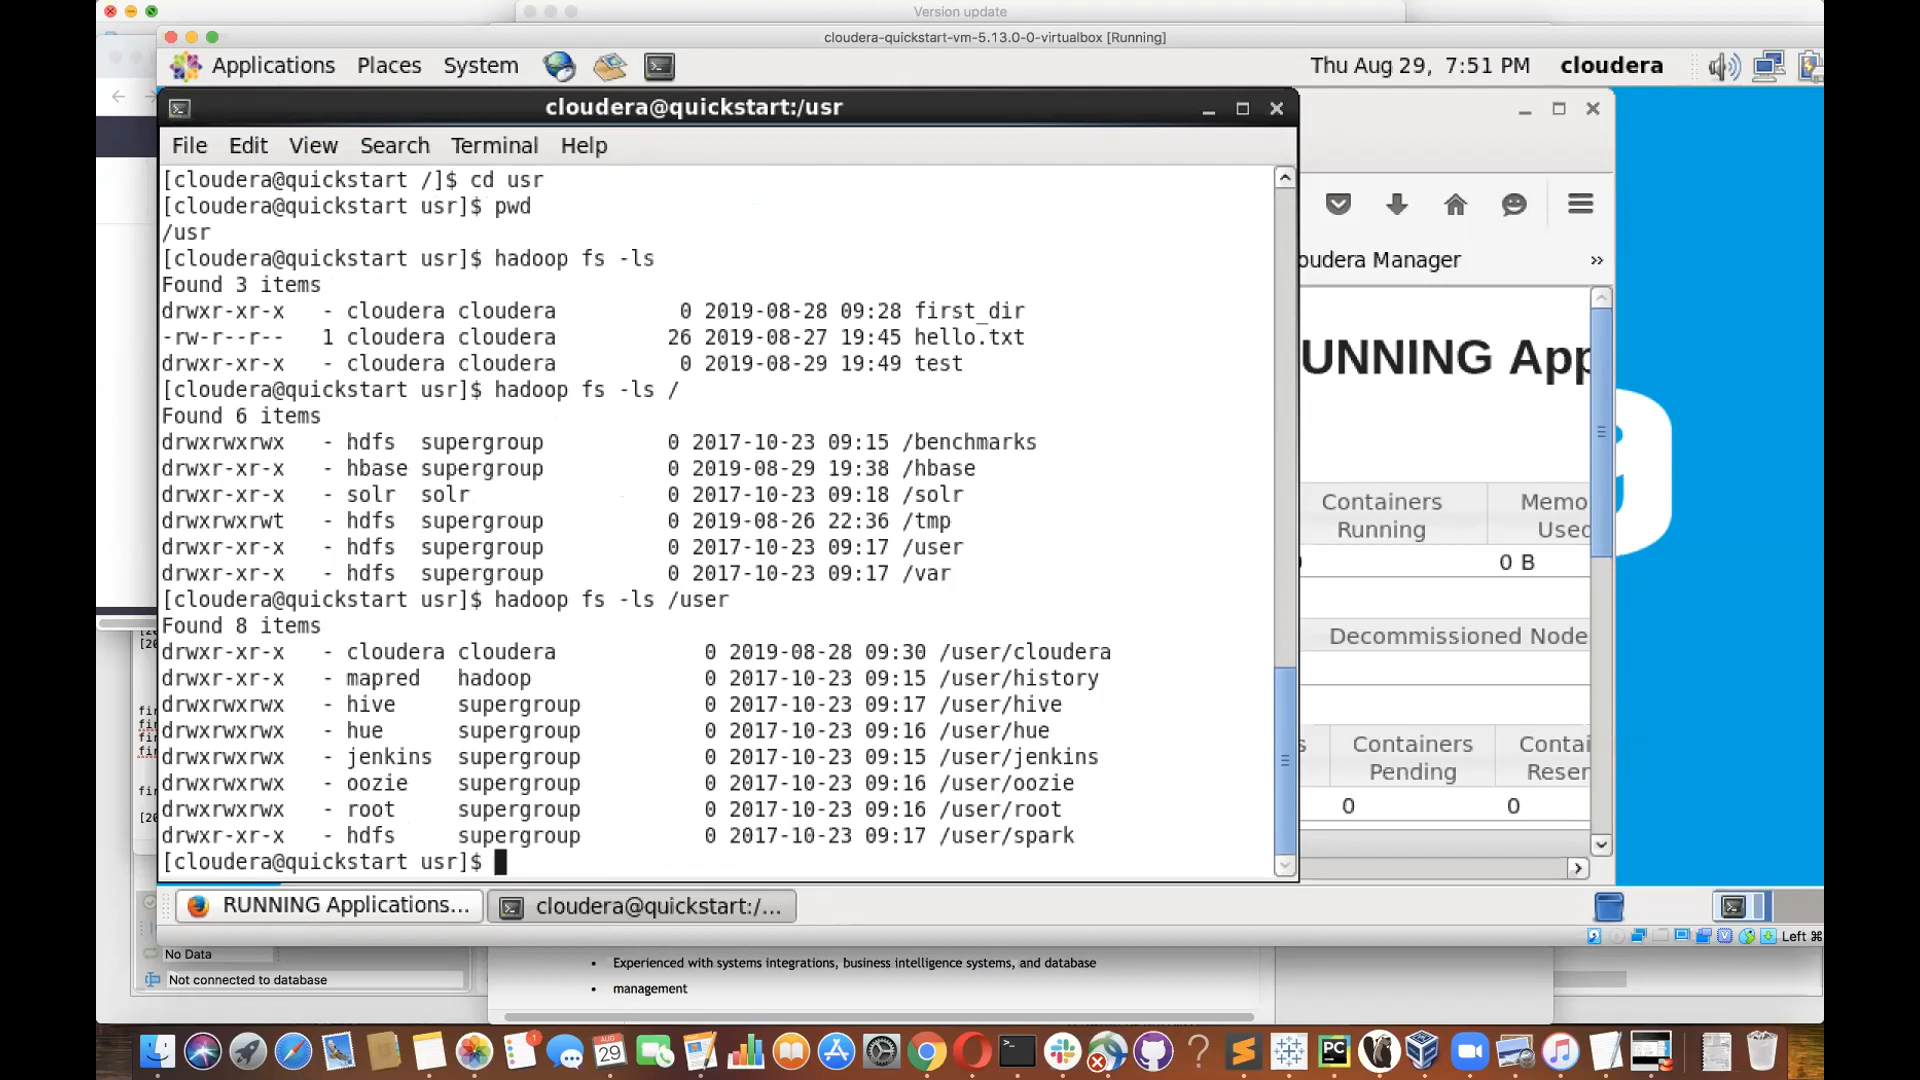 Version update
cloudera-quickstart-vm-5.13.0-0-virtualbox [Running]
Applications Places System
Thu Aug 29, 7:51 PM cloudera
cloudera@quickstart:/usr
File Edit View Search Terminal Help
[cloudera@quickstart /]$ cd usr
[cloudera@quickstart usr]$ pwd
/usr
[cloudera@quickstart usr]$ hadoop fs -ls
Found 3 items
drwxr-xr-x - cloudera cloudera 0 2019-08-28 09:28 first_dir
-rw-r--r-- 1 cloudera cloudera 26 2019-08-27 19:45 hello.txt
drwxr-xr-x - cloudera cloudera 0 2019-08-29 19:49 test
[cloudera@quickstart usr]$ hadoop fs -ls /
Found 6 items
drwxrwxrwx - hdfs supergroup 0 2017-10-23 09:15 /benchmarks
drwxr-xr-x - hbase supergroup 0 2019-08-29 19:38 /hbase
drwxr-xr-x - solr solr 0 2017-10-23 09:18 /solr
drwxrwxrwt - hdfs supergroup 0 2019-08-26 22:36 /tmp
drwxr-xr-x - hdfs supergroup 0 2017-10-23 09:17 /user
drwxr-xr-x - hdfs supergroup 0 2017-10-23 09:17 /var
[cloudera@quickstart usr]$ hadoop fs -ls /user
Found 8 items
drwxr-xr-x - cloudera cloudera 0 2019-08-28 09:30 /user/cloudera
drwxr-xr-x - mapred hadoop 0 2017-10-23 09:15 /user/history
drwxrwxrwx - hive supergroup 0 2017-10-23 09:17 /user/hive
drwxrwxrwx - hue supergroup 0 2017-10-23 09:16 /user/hue
drwxrwxrwx - jenkins supergroup 0 2017-10-23 09:15 /user/jenkins
drwxrwxrwx - oozie supergroup 0 2017-10-23 09:16 /user/oozie
drwxrwxrwx - root supergroup 0 2017-10-23 09:16 /user/root
drwxr-xr-x - hdfs supergroup 0 2017-10-23 09:17 /user/spark
[cloudera@quickstart usr]$
oudera Manager »
UNNING App
Containers Running
Memo Used
0 B
Decommissioned Node
Containers Pending
Contai Reser
0 0
RUNNING Applications...
cloudera@quickstart:/...
Left ⌘
No Data
Not connected to database
• Experienced with systems integrations, business intelligence systems, and database
• management
AUG
29
1
PC